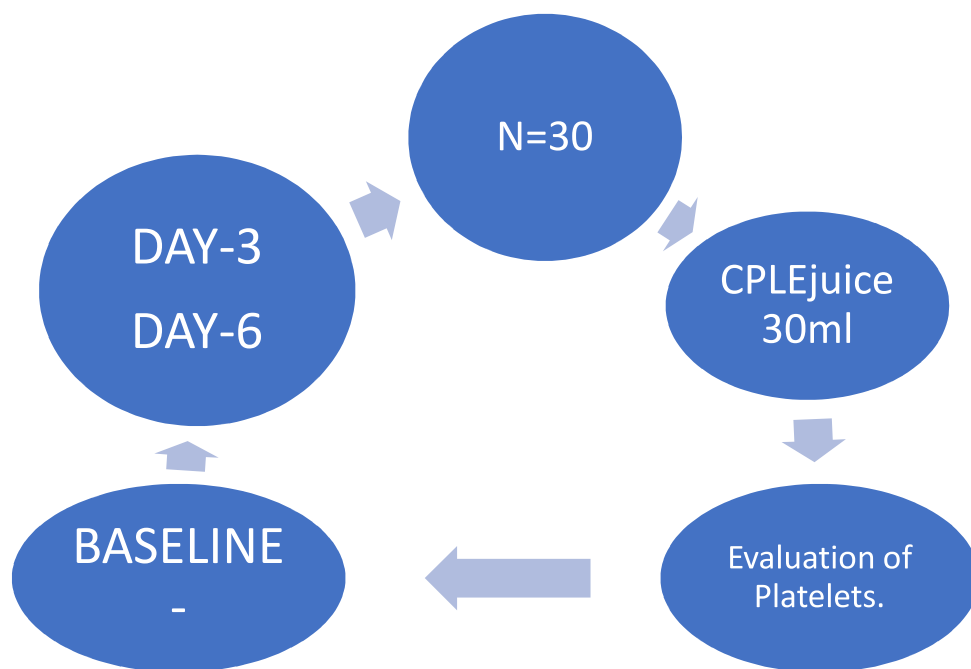 N=30
CPLEjuice
30ml
Evaluation of
Platelets.
BASELINE
-
DAY-3
DAY-6